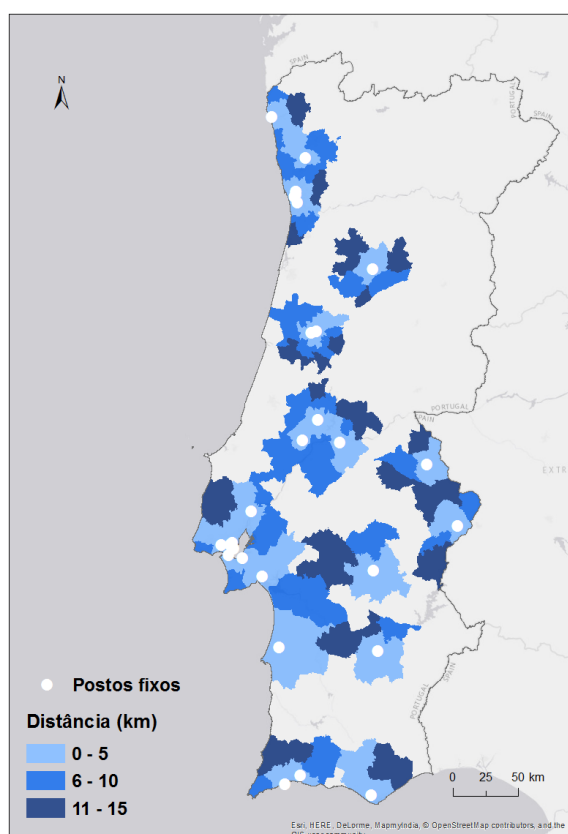 SPAIN
N
PORTUGAL
SPAIN
PORTUGAL
SPAIN
EXTR
Postos fixos
Distância (km)
0 - 5
6 - 10
11 - 15
PORTUGAL
SPAIN
0 25 50 km
Esri, HERE, DeLorme, MapmyIndia, © OpenStreetMap contributors, and the